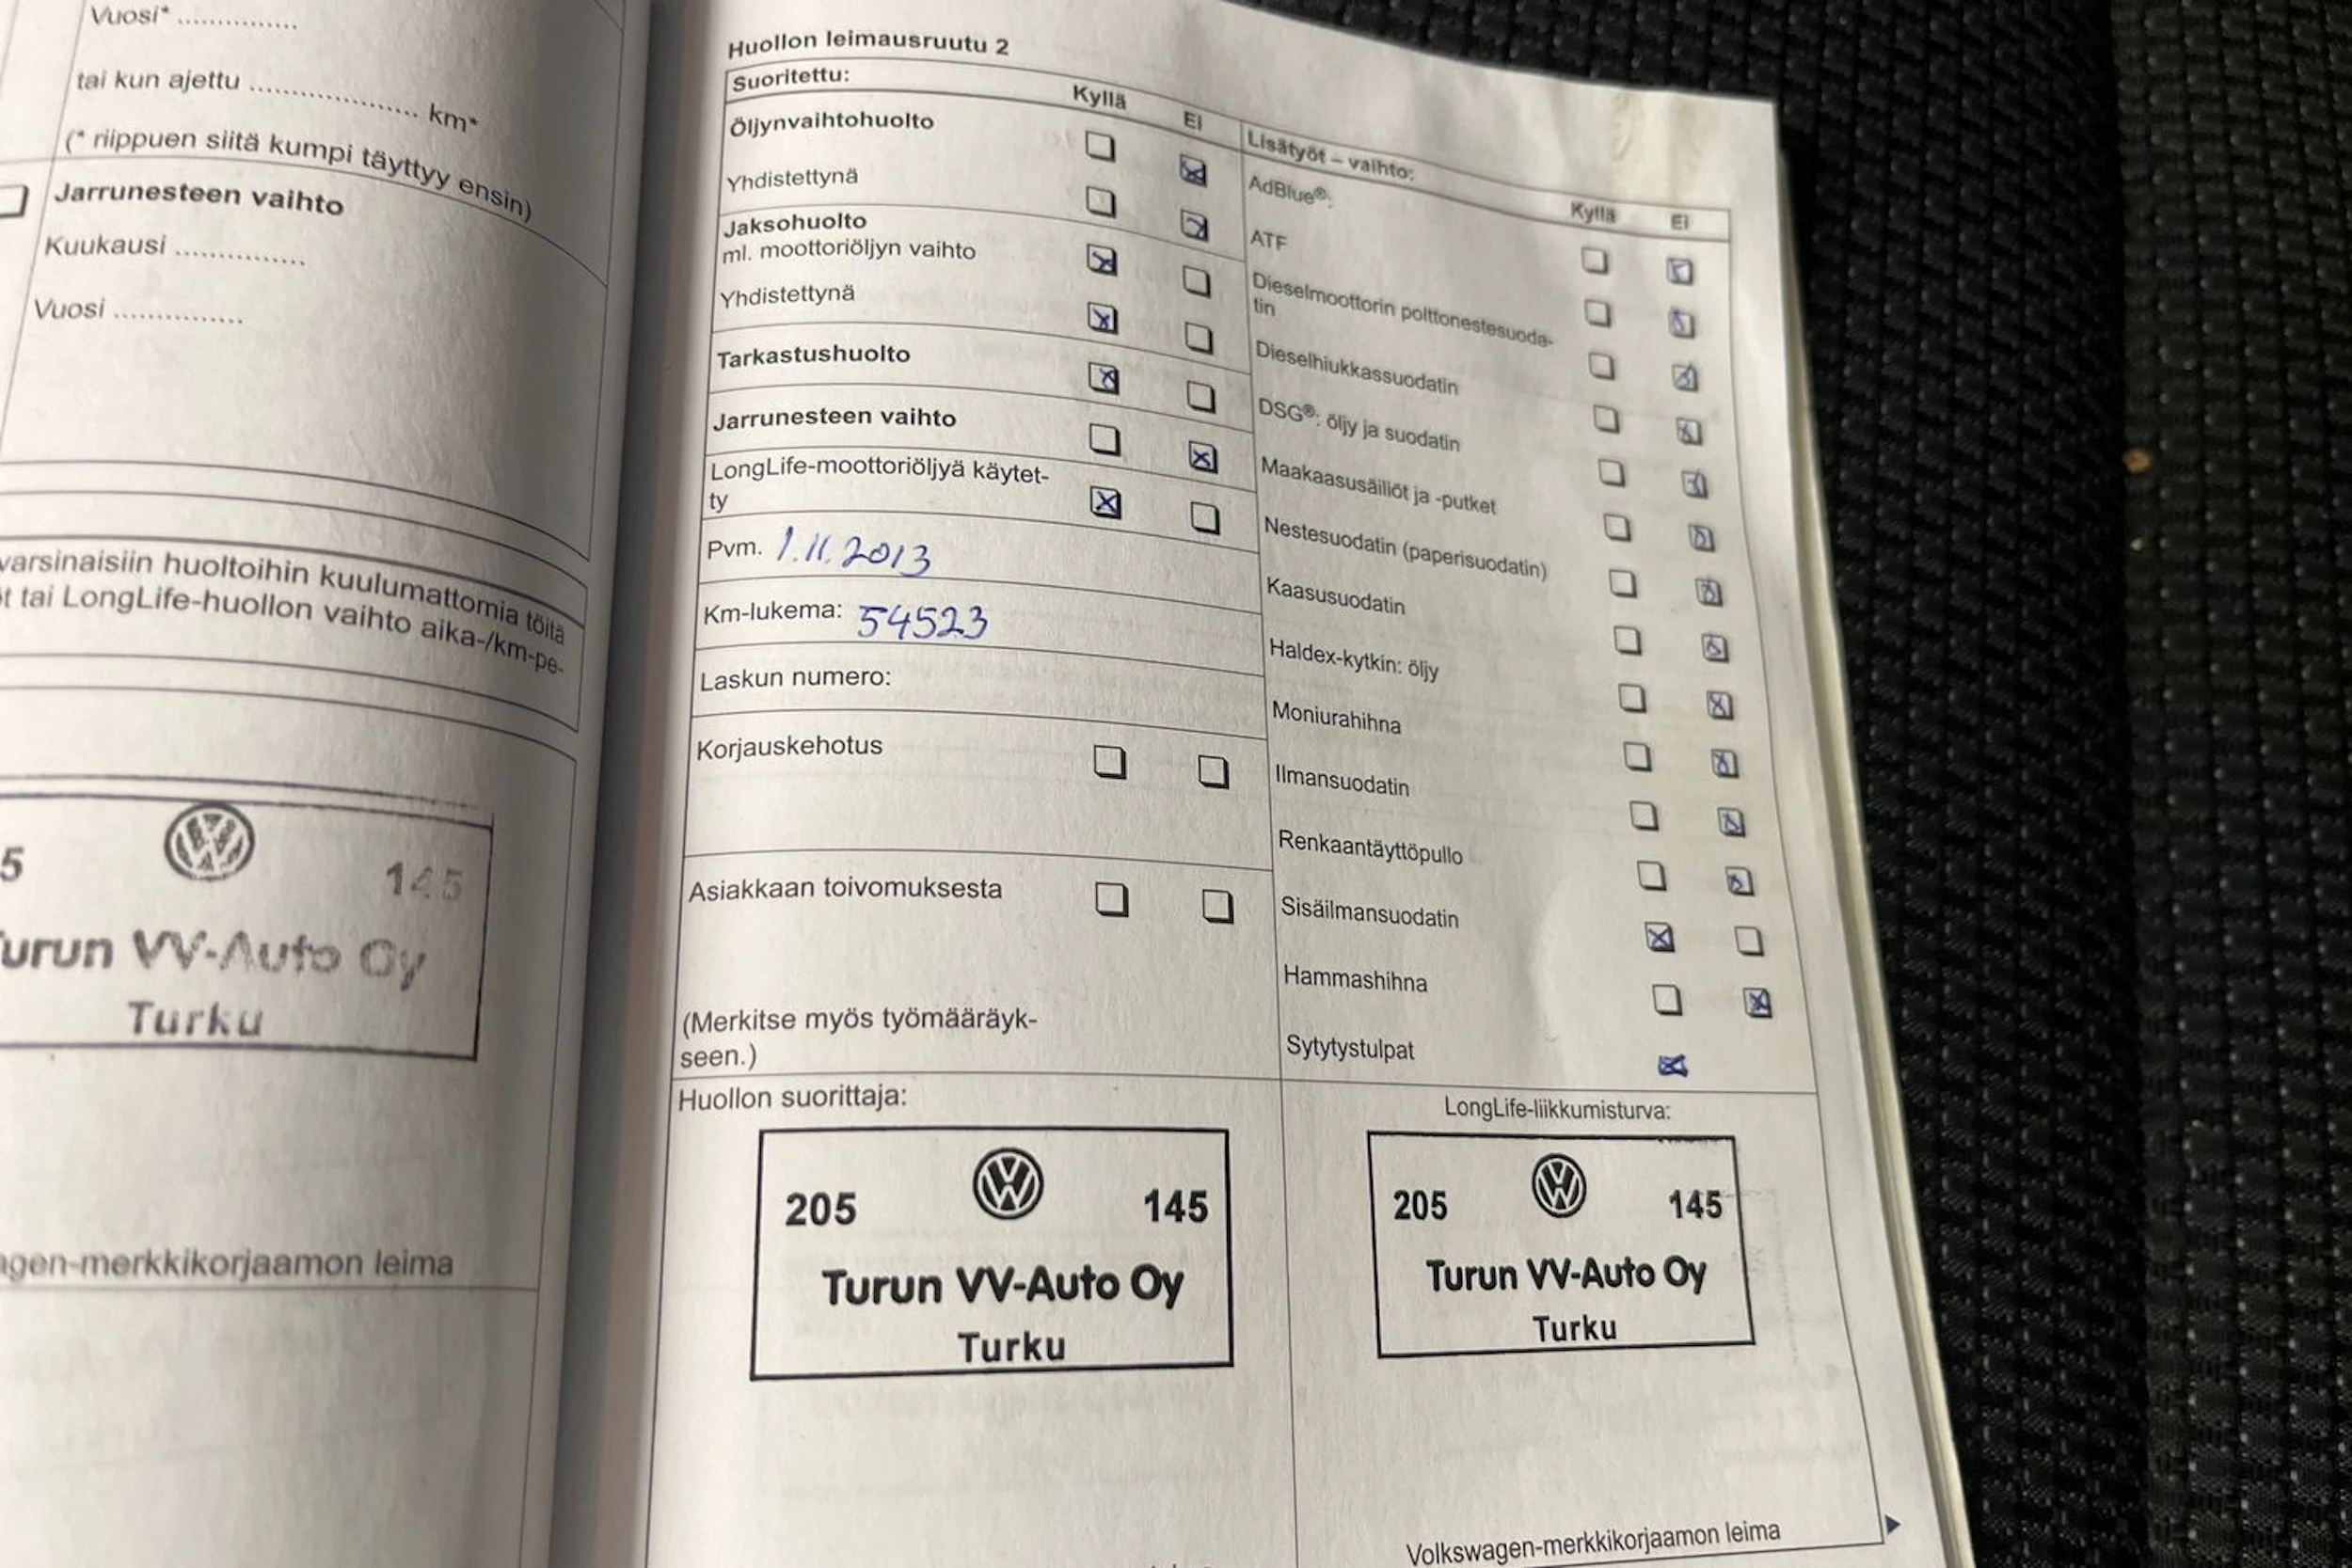 Vuosi* ...............
tai kun ajettu .................... km*
(* riippuen siitä kumpi täyttyy ensin)
Jarrunesteen vaihto
Kuukausi ...............
Vuosi ...............
varsinaisiin huoltoihin kuulumattomia töitä
tai LongLife-huollon vaihto aika-/km-pe-
5 145
Turun VV-Auto Oy
Turku
agen-merkkikorjaamon leima
Huollon leimausruutu 2
Suoritettu:
Kyllä Ei
Öljynvaihtohuolto
Yhdistettynä
Jaksohuolto
ml. moottoriöljyn vaihto
Yhdistettynä
Tarkastushuolto
Jarrunesteen vaihto
LongLife-moottoriöljyä käytet-
ty
Pvm. 1.11.2013
Km-lukema: 54523
Laskun numero:
Korjauskehotus
Asiakkaan toivomuksesta
(Merkitse myös työmääräyk-
seen.)
Lisätyöt – vaihto:
Kyllä Ei
AdBlue®:
ATF
Dieselmoottorin polttonestesuoda-
tin
Dieselhiukkassuodatin
DSG®: öljy ja suodatin
Maakaasusäiliöt ja -putket
Nestesuodatin (paperisuodatin)
Kaasusuodatin
Haldex-kytkin: öljy
Moniurahihna
Ilmansuodatin
Renkaantäyttöpullo
Sisäilmansuodatin
Hammashihna
Sytytystulpat
Huollon suorittaja:
205 145
Turun VV-Auto Oy
Turku
LongLife-liikkumisturva:
205 145
Turun VV-Auto Oy
Turku
Volkswagen-merkkikorjaamon leima